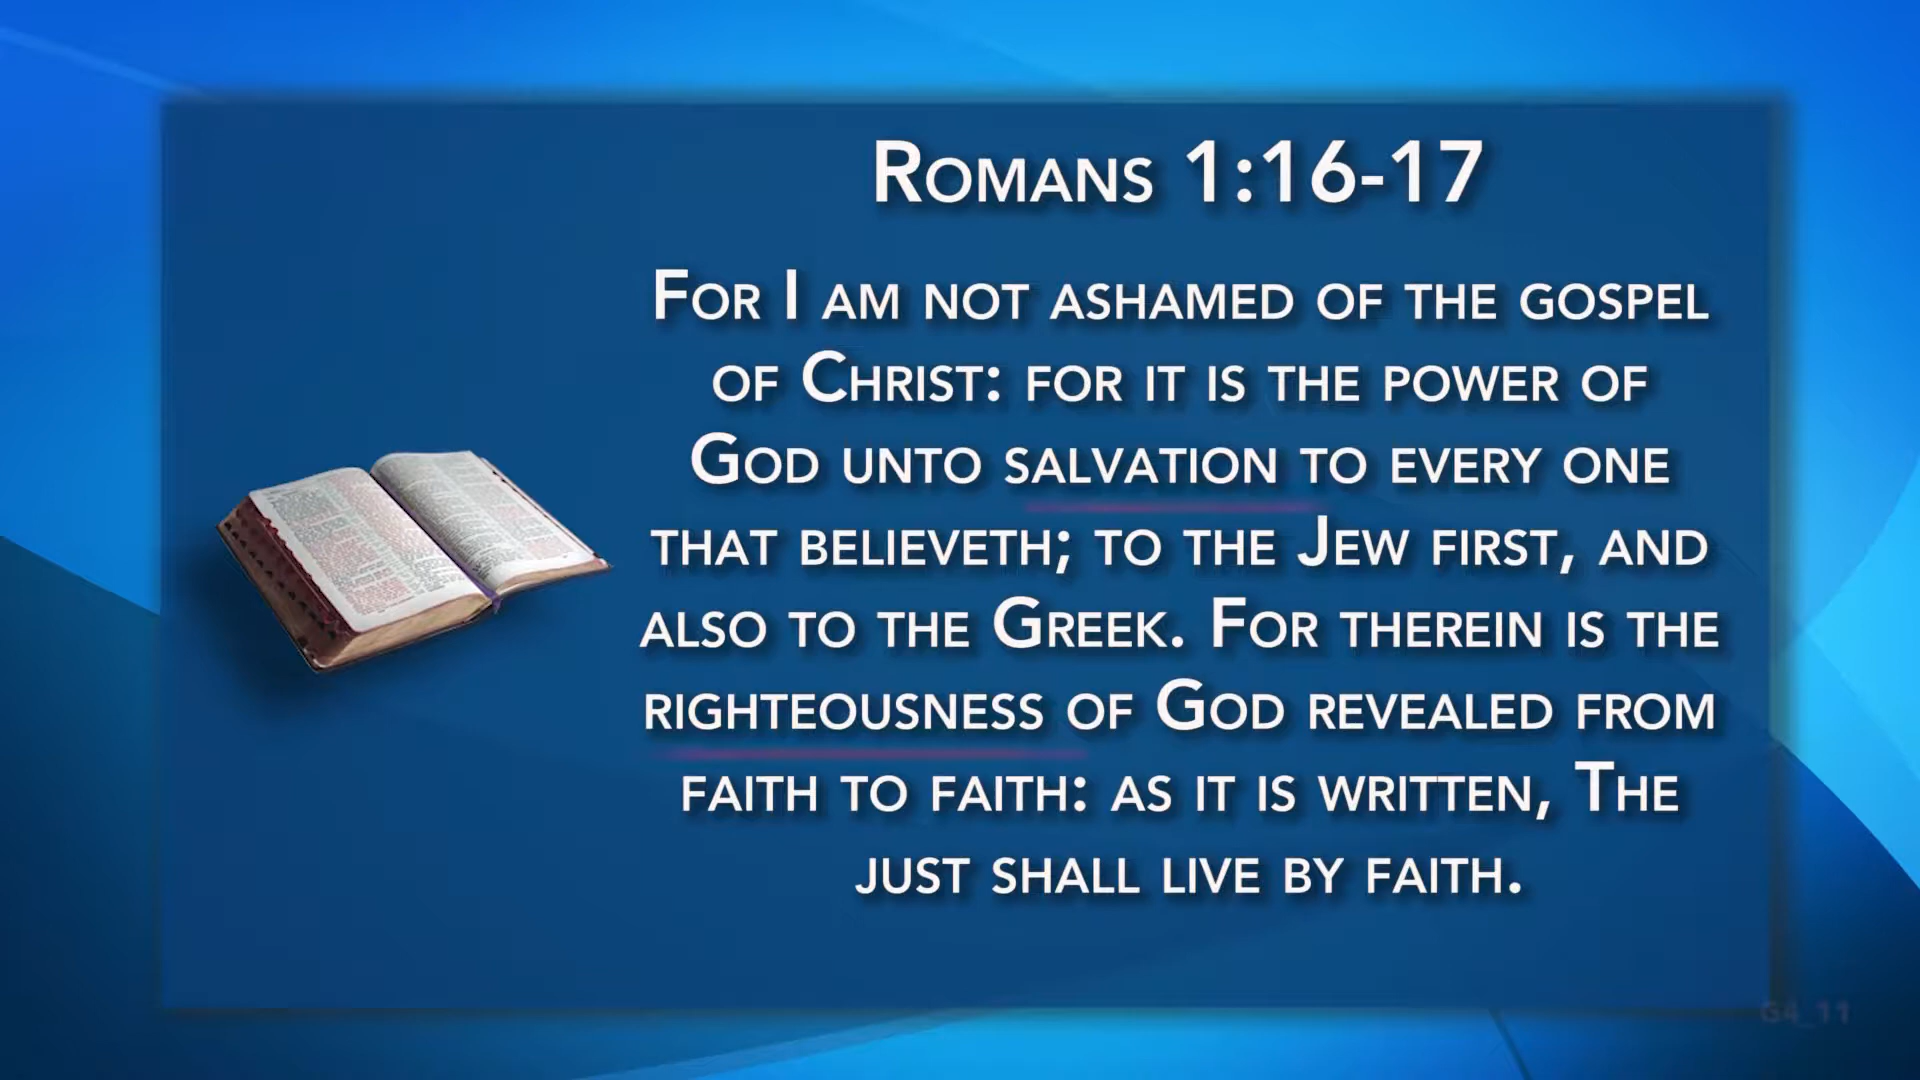 Romans 1:16-17
For I am not ashamed of the gospel
of Christ: for it is the power of
God unto salvation to every one
that believeth; to the Jew first, and
also to the Greek. For therein is the
righteousness of God revealed from
faith to faith: as it is written, The
just shall live by faith.
G4_11